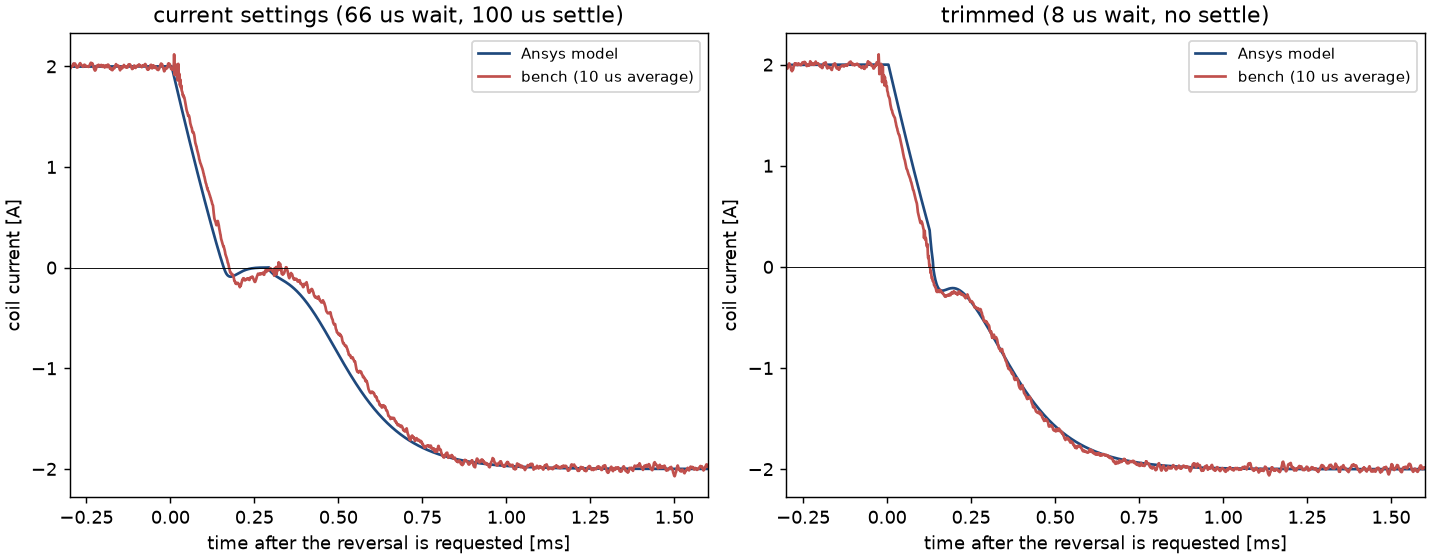 current settings (66 us wait, 100 us settle)
Ansys model
bench (10 us average)
coil current [A]
2
1
0
−1
−2
−0.25 0.00 0.25 0.50 0.75 1.00 1.25 1.50
time after the reversal is requested [ms]
trimmed (8 us wait, no settle)
Ansys model
bench (10 us average)
coil current [A]
2
1
0
−1
−2
−0.25 0.00 0.25 0.50 0.75 1.00 1.25 1.50
time after the reversal is requested [ms]